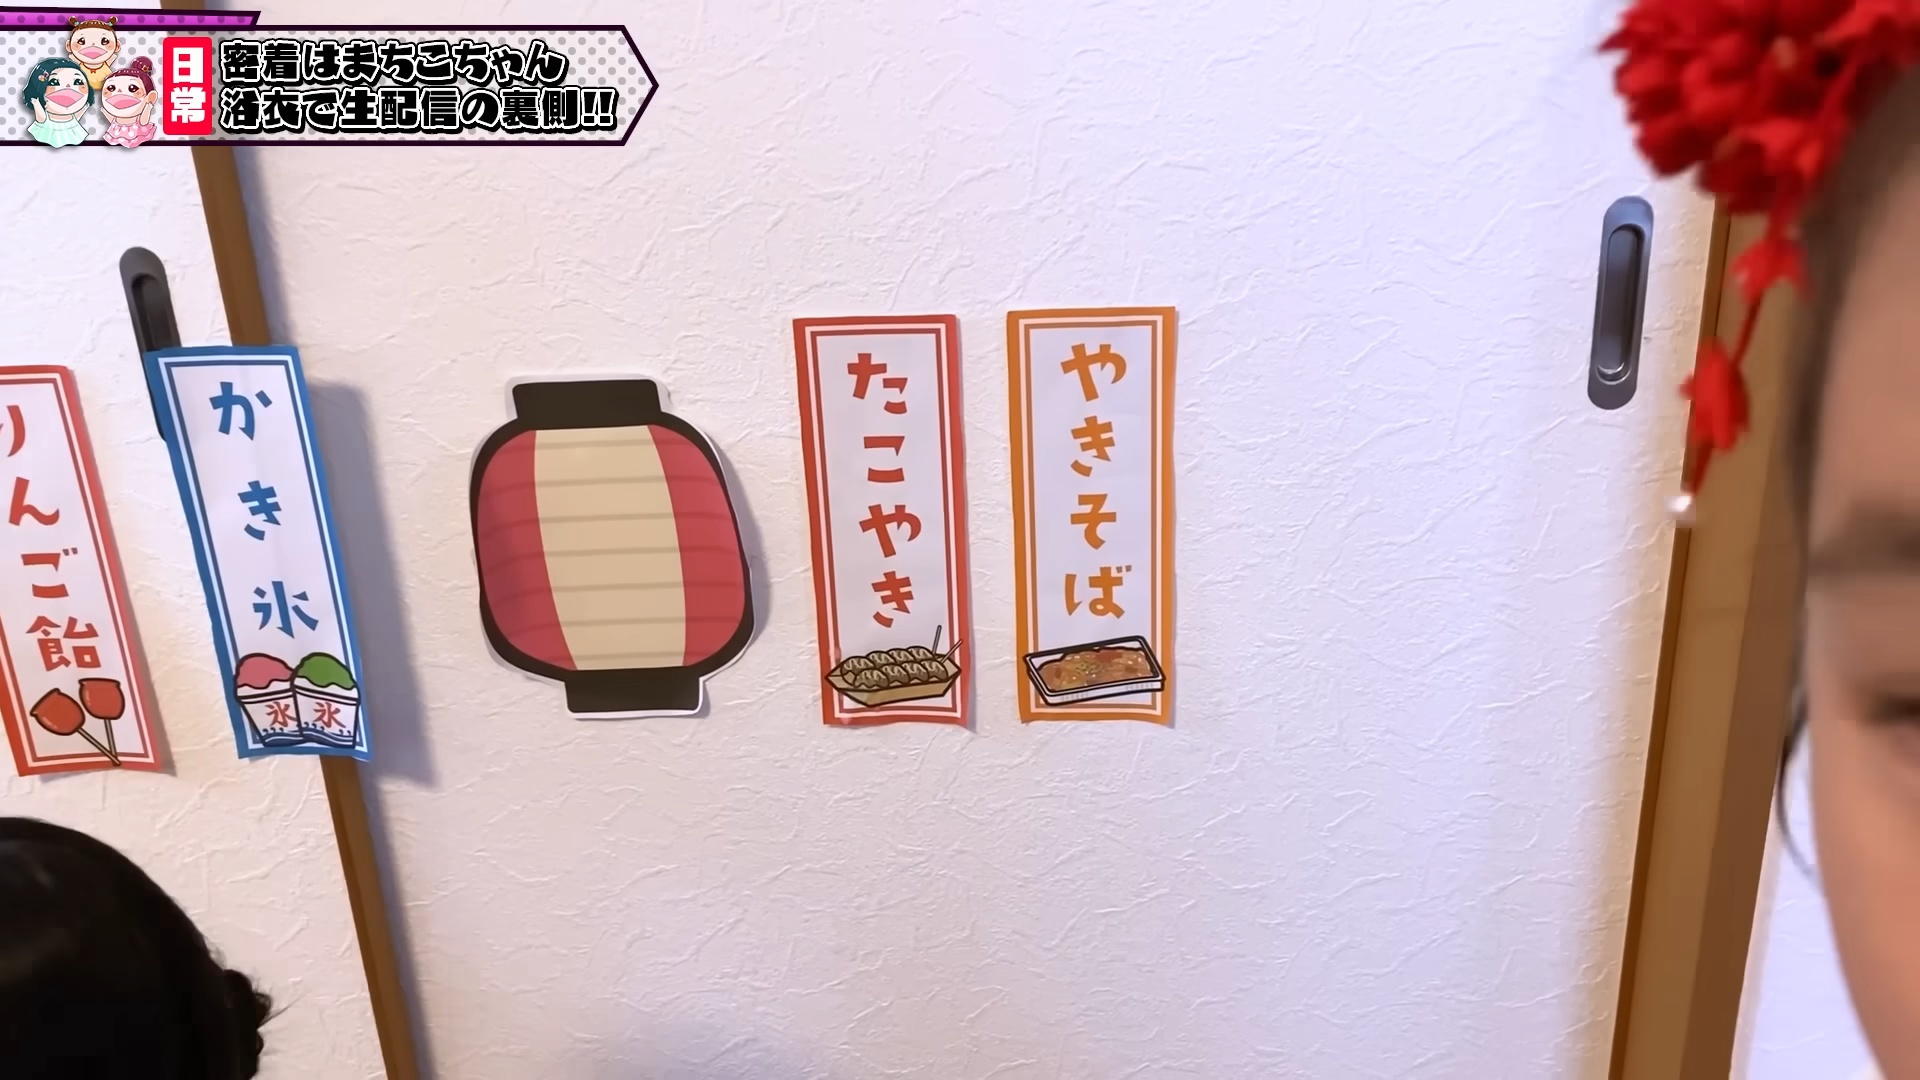 日常
密着はまちこちゃん
浴衣で生配信の裏側!!
りんご飴
かき氷
氷 氷
たこやき
やきそば